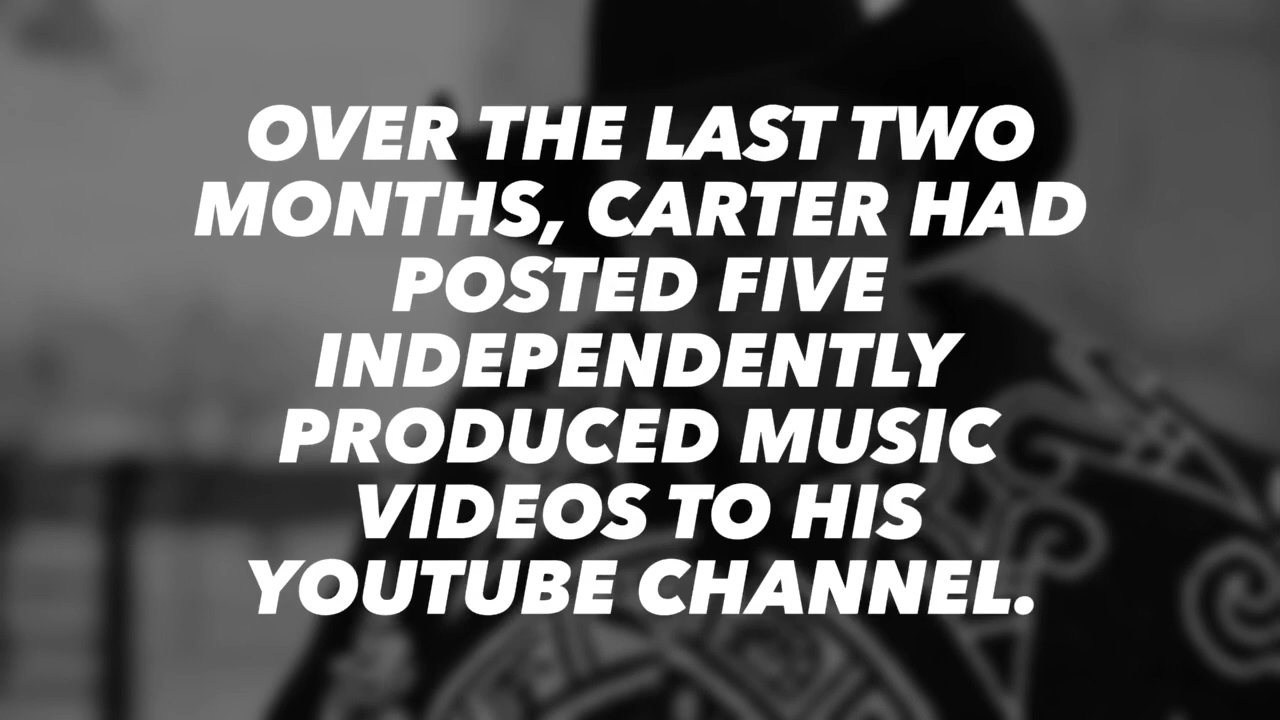 OVER THE LAST TWO
MONTHS, CARTER HAD
POSTED FIVE
INDEPENDENTLY
PRODUCED MUSIC
VIDEOS TO HIS
YOUTUBE CHANNEL.